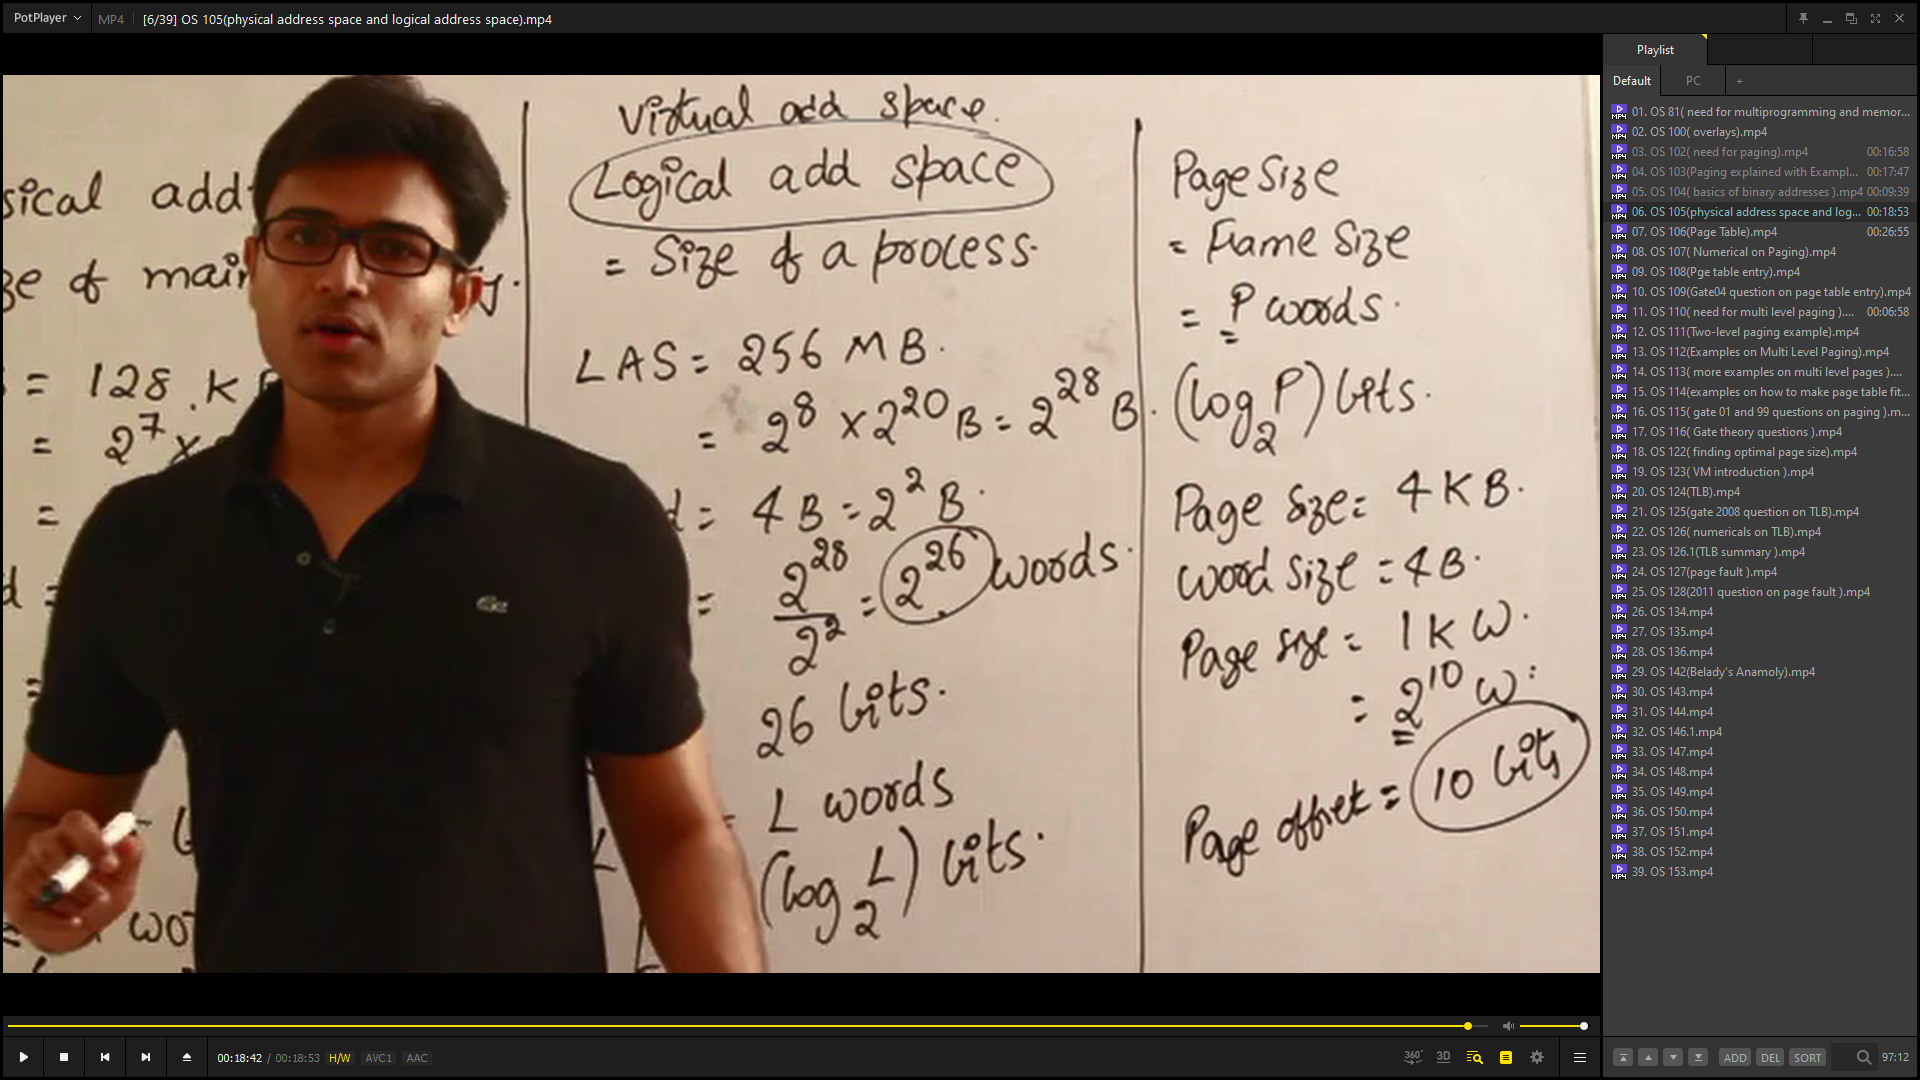 PotPlayer
MP4
[6/39] OS 105(physical address space and logical address space).mp4
sical add
ze of main
y.
= 128 K
= 2^7 ×
=
d =
wor
Virtual add space.
Logical add space
= Size of a process.
LAS = 256 MB.
= 2^8 × 2^20 B = 2^28 B.
d = 4B = 2^2 B.
= 2^28 / 2^2 = 2^26 words.
26 bits.
= L words
(log2 L) bits.
Page Size
= Frame Size
= P words.
(log2 P) bits.
Page Size = 4KB.
Word Size = 4B.
Page size = 1K W.
= 2^10 W.
Page offset = 10 bits
00:18:42 / 00:18:53 H/W AVC1 AAC
360° 3D
Playlist
Default PC +
01. OS 81( need for multiprogramming and memor...
02. OS 100( overlays).mp4
03. OS 102( need for paging).mp4 00:16:58
04. OS 103(Paging explained with Exampl... 00:17:47
05. OS 104( basics of binary addresses ).mp4 00:09:39
06. OS 105(physical address space and log... 00:18:53
07. OS 106(Page Table).mp4 00:26:55
08. OS 107( Numerical on Paging).mp4
09. OS 108(Pge table entry).mp4
10. OS 109(Gate04 question on page table entry).mp4
11. OS 110( need for multi level paging ).... 00:06:58
12. OS 111(Two-level paging example).mp4
13. OS 112(Examples on Multi Level Paging).mp4
14. OS 113( more examples on multi level pages )....
15. OS 114(examples on how to make page table fit...
16. OS 115( gate 01 and 99 questions on paging ).m...
17. OS 116( Gate theory questions ).mp4
18. OS 122( finding optimal page size).mp4
19. OS 123( VM introduction ).mp4
20. OS 124(TLB).mp4
21. OS 125(gate 2008 question on TLB).mp4
22. OS 126( numericals on TLB).mp4
23. OS 126.1(TLB summary ).mp4
24. OS 127(page fault ).mp4
25. OS 128(2011 question on page fault ).mp4
26. OS 134.mp4
27. OS 135.mp4
28. OS 136.mp4
29. OS 142(Belady's Anamoly).mp4
30. OS 143.mp4
31. OS 144.mp4
32. OS 146.1.mp4
33. OS 147.mp4
34. OS 148.mp4
35. OS 149.mp4
36. OS 150.mp4
37. OS 151.mp4
38. OS 152.mp4
39. OS 153.mp4
ADD DEL SORT
97:12